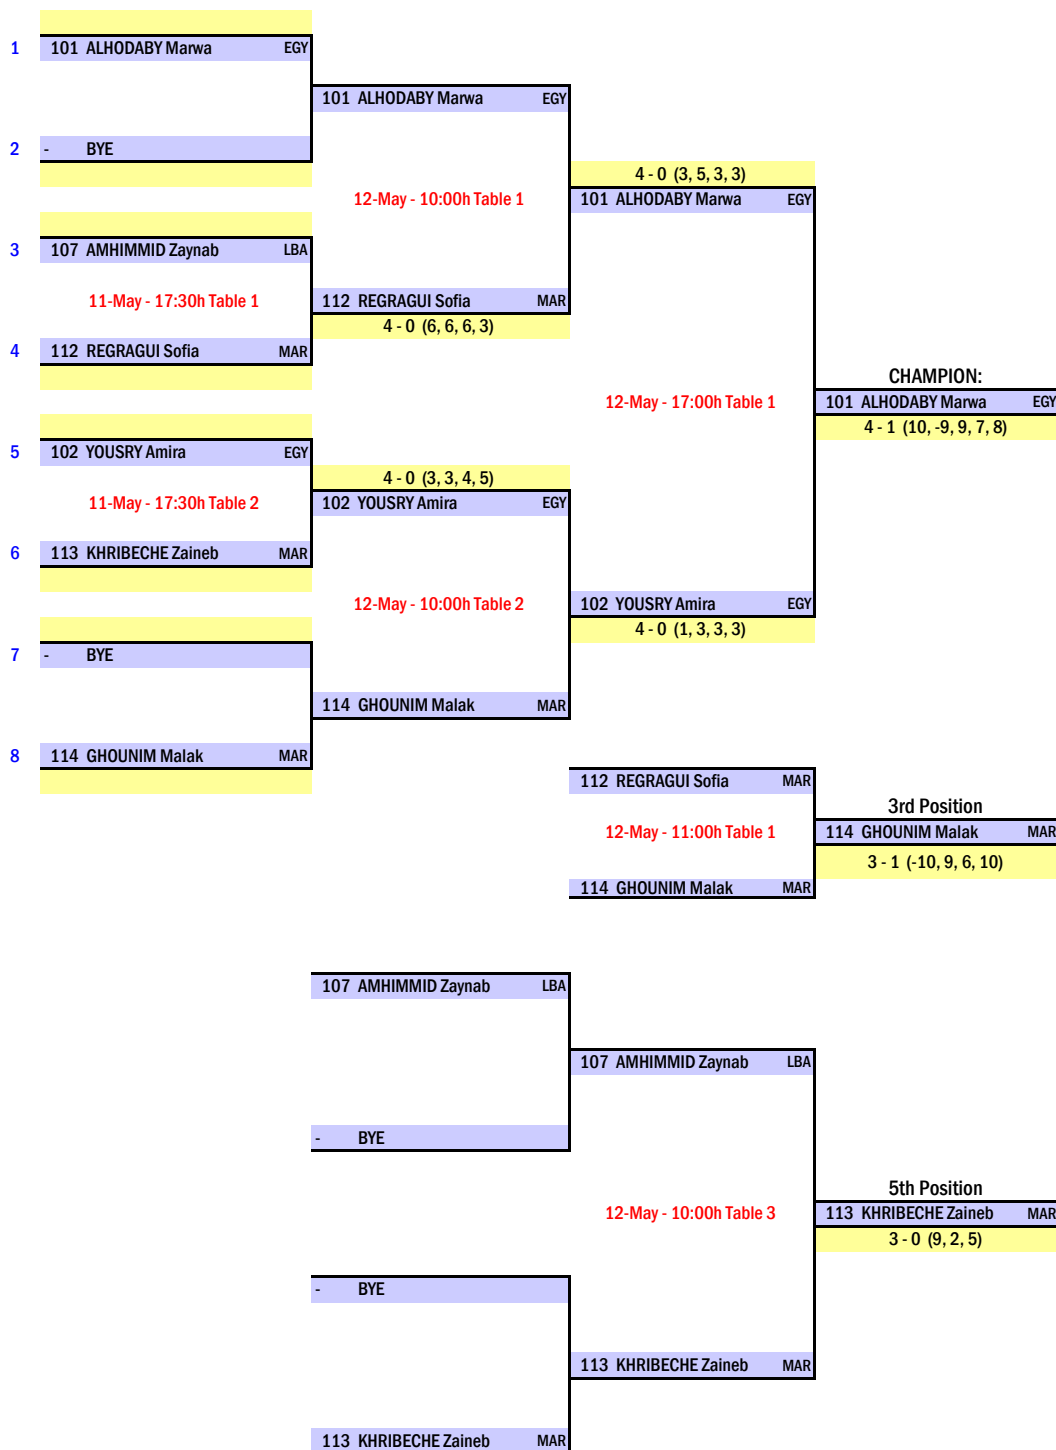 1 101 ALHODABY Marwa EGY
101 ALHODABY Marwa EGY
2 - BYE
4 - 0 (3, 5, 3, 3)
12-May - 10:00h Table 1
101 ALHODABY Marwa EGY
3 107 AMHIMMID Zaynab LBA
11-May - 17:30h Table 1
112 REGRAGUI Sofia MAR
4 - 0 (6, 6, 6, 3)
4 112 REGRAGUI Sofia MAR
CHAMPION:
12-May - 17:00h Table 1
101 ALHODABY Marwa EGY
4 - 1 (10, -9, 9, 7, 8)
5 102 YOUSRY Amira EGY
4 - 0 (3, 3, 4, 5)
11-May - 17:30h Table 2
102 YOUSRY Amira EGY
6 113 KHRIBECHE Zaineb MAR
12-May - 10:00h Table 2
102 YOUSRY Amira EGY
4 - 0 (1, 3, 3, 3)
7 - BYE
114 GHOUNIM Malak MAR
8 114 GHOUNIM Malak MAR
112 REGRAGUI Sofia MAR
3rd Position
12-May - 11:00h Table 1
114 GHOUNIM Malak MAR
3 - 1 (-10, 9, 6, 10)
114 GHOUNIM Malak MAR
107 AMHIMMID Zaynab LBA
107 AMHIMMID Zaynab LBA
- BYE
5th Position
12-May - 10:00h Table 3
113 KHRIBECHE Zaineb MAR
3 - 0 (9, 2, 5)
- BYE
113 KHRIBECHE Zaineb MAR
113 KHRIBECHE Zaineb MAR